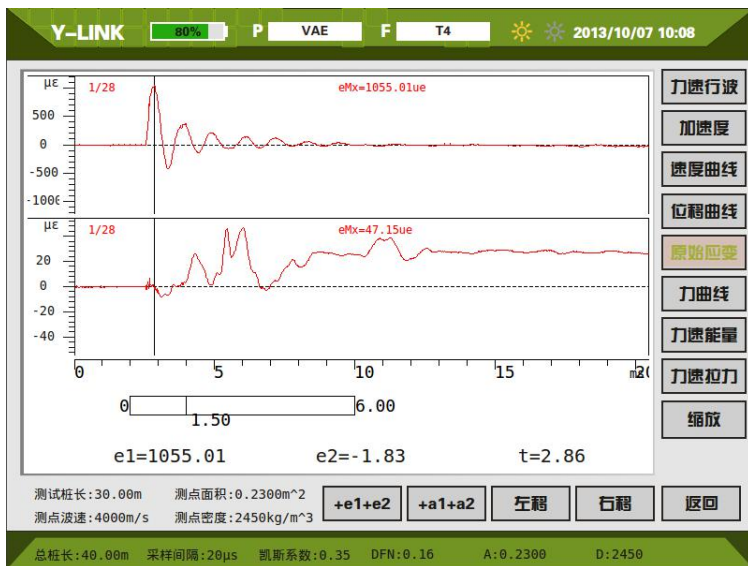 Y-LINK 80% P VAE F T4 2013/10/07 10:08
με 1/28 eMx=1055.01ue
500
0
-500
με 1/28 eMx=47.15ue
20
0
-20
-40
0 5 10 15
0 6.00
1.50
e1=1055.01 e2=-1.83 t=2.86
力速行波
加速度
速度曲线
位移曲线
原始应变
力曲线
力速能量
力速拉力
缩放
测试桩长:30.00m 测点面积:0.2300m^2
测点波速:4000m/s 测点密度:2450kg/m^3
+e1+e2 +a1+a2 左移 右移 返回
总桩长:40.00m 采样间隔:20μs 凯斯系数:0.35 DFN:0.16 A:0.2300 D:2450